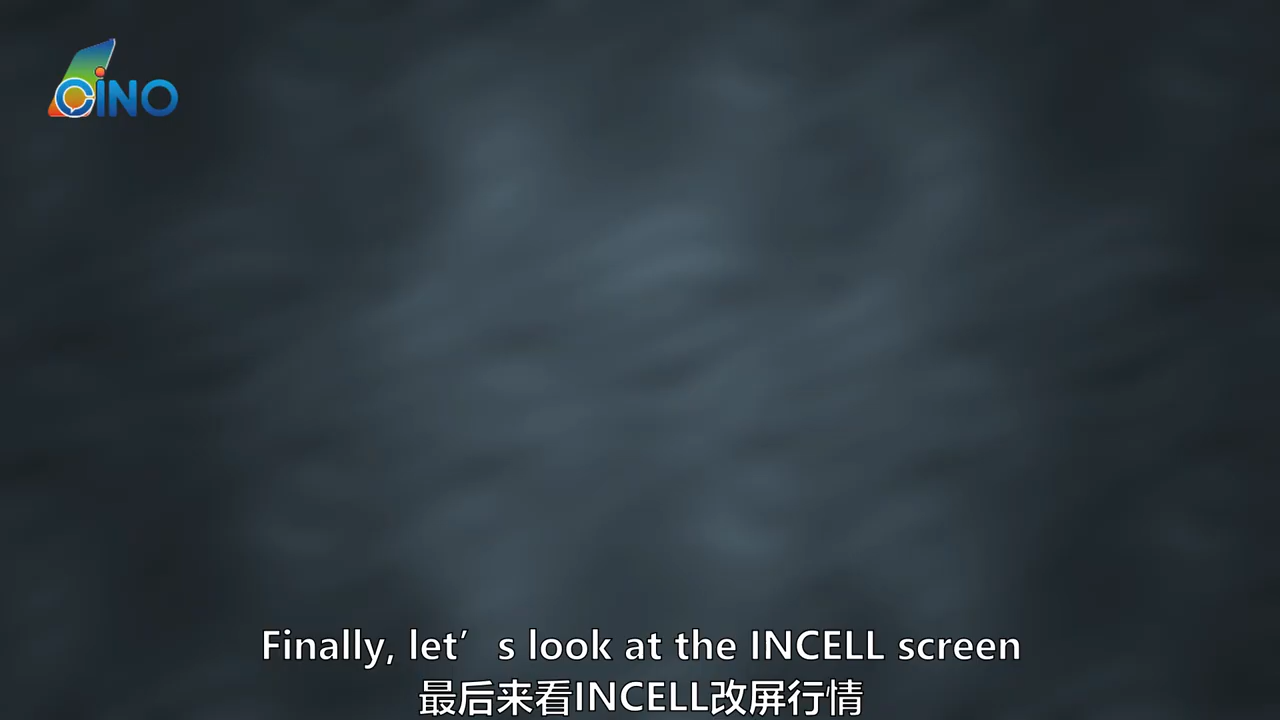 CiNO
Finally, let’s look at the INCELL screen
最后来看INCELL改屏行情